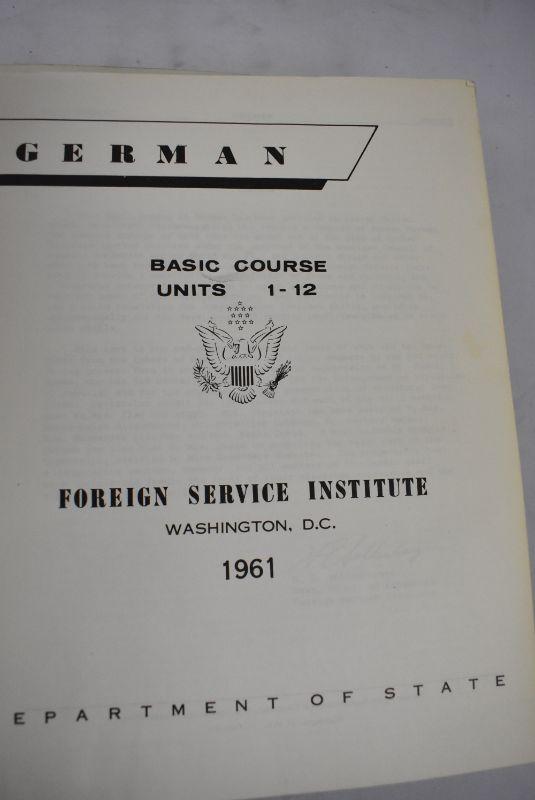 GERMAN
BASIC COURSE
UNITS 1-12
FOREIGN SERVICE INSTITUTE
WASHINGTON, D.C.
1961
EPARTMENT OF STATE